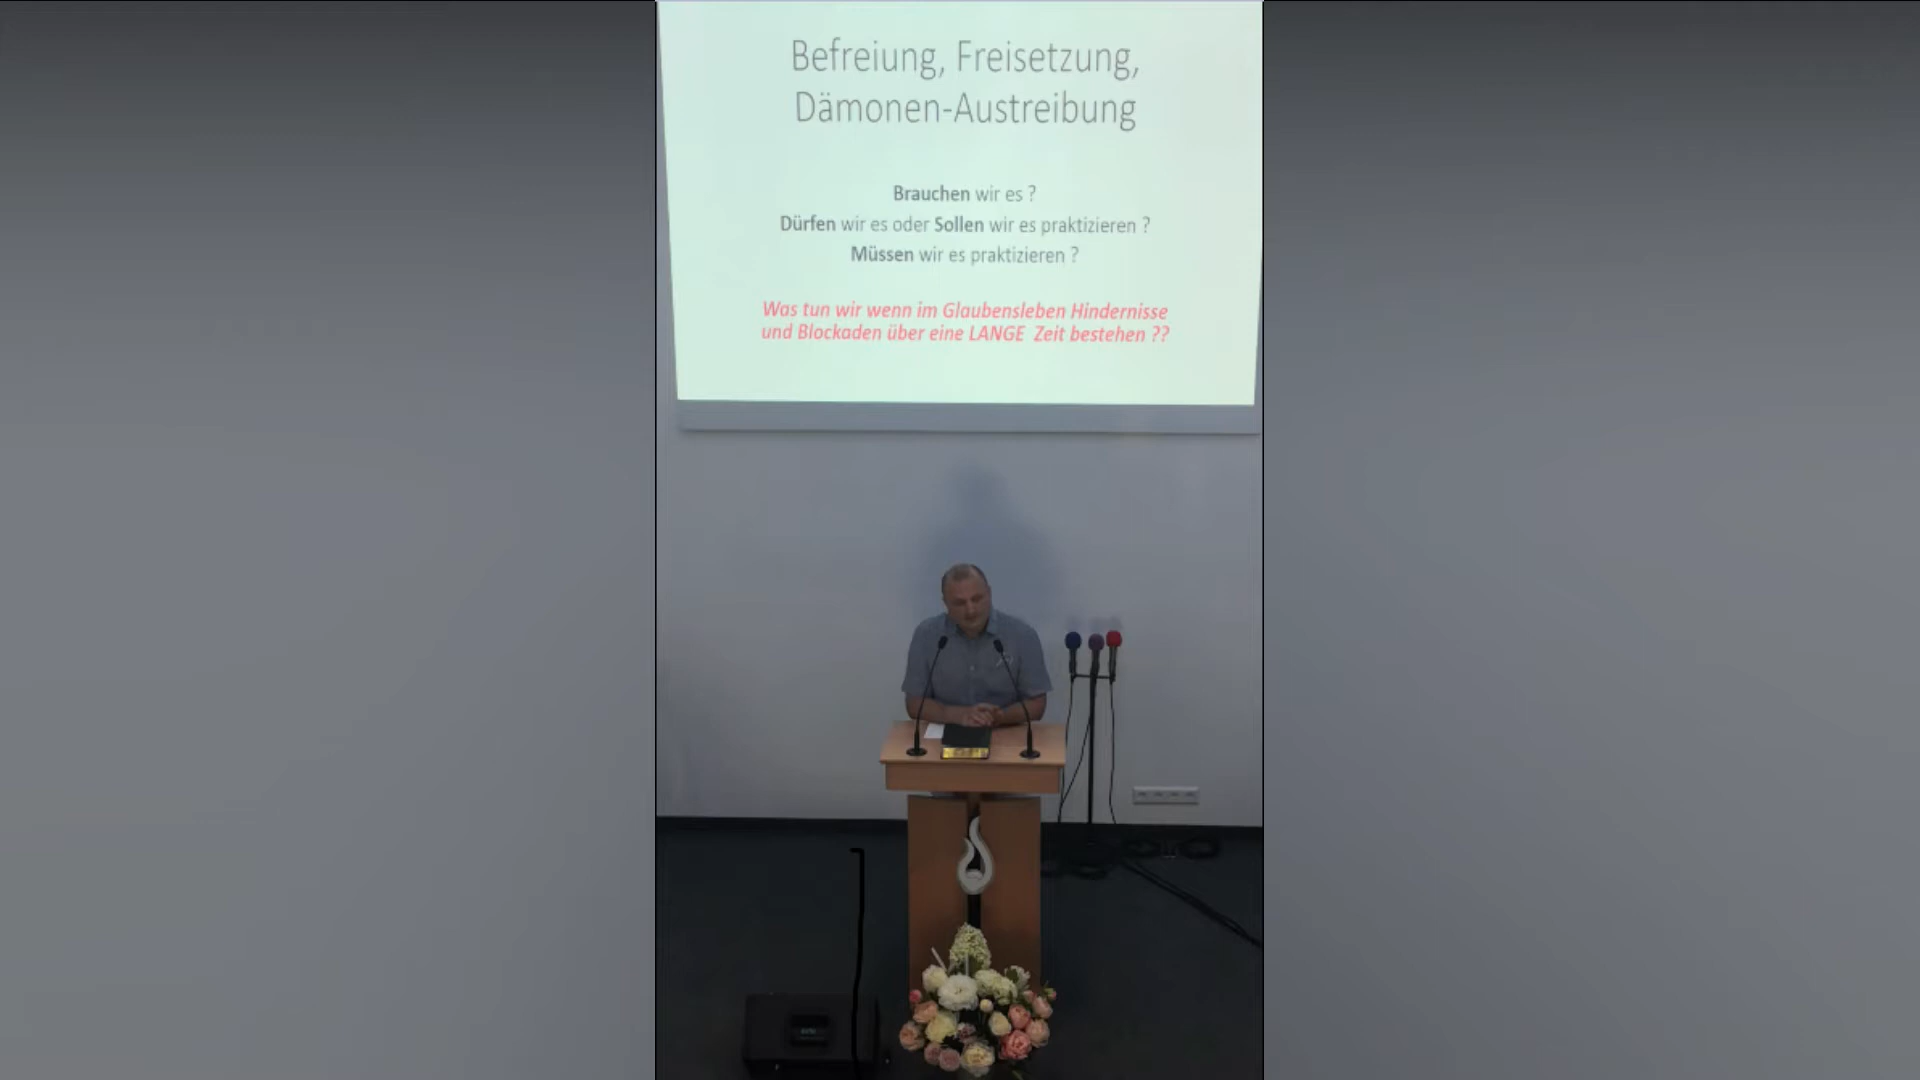 Befreiung, Freisetzung,
Dämonen-Austreibung
Brauchen wir es ?
Dürfen wir es oder Sollen wir es praktizieren ?
Müssen wir es praktizieren ?
Was tun wir wenn im Glaubensleben Hindernisse
und Blockaden über eine LANGE Zeit bestehen ??